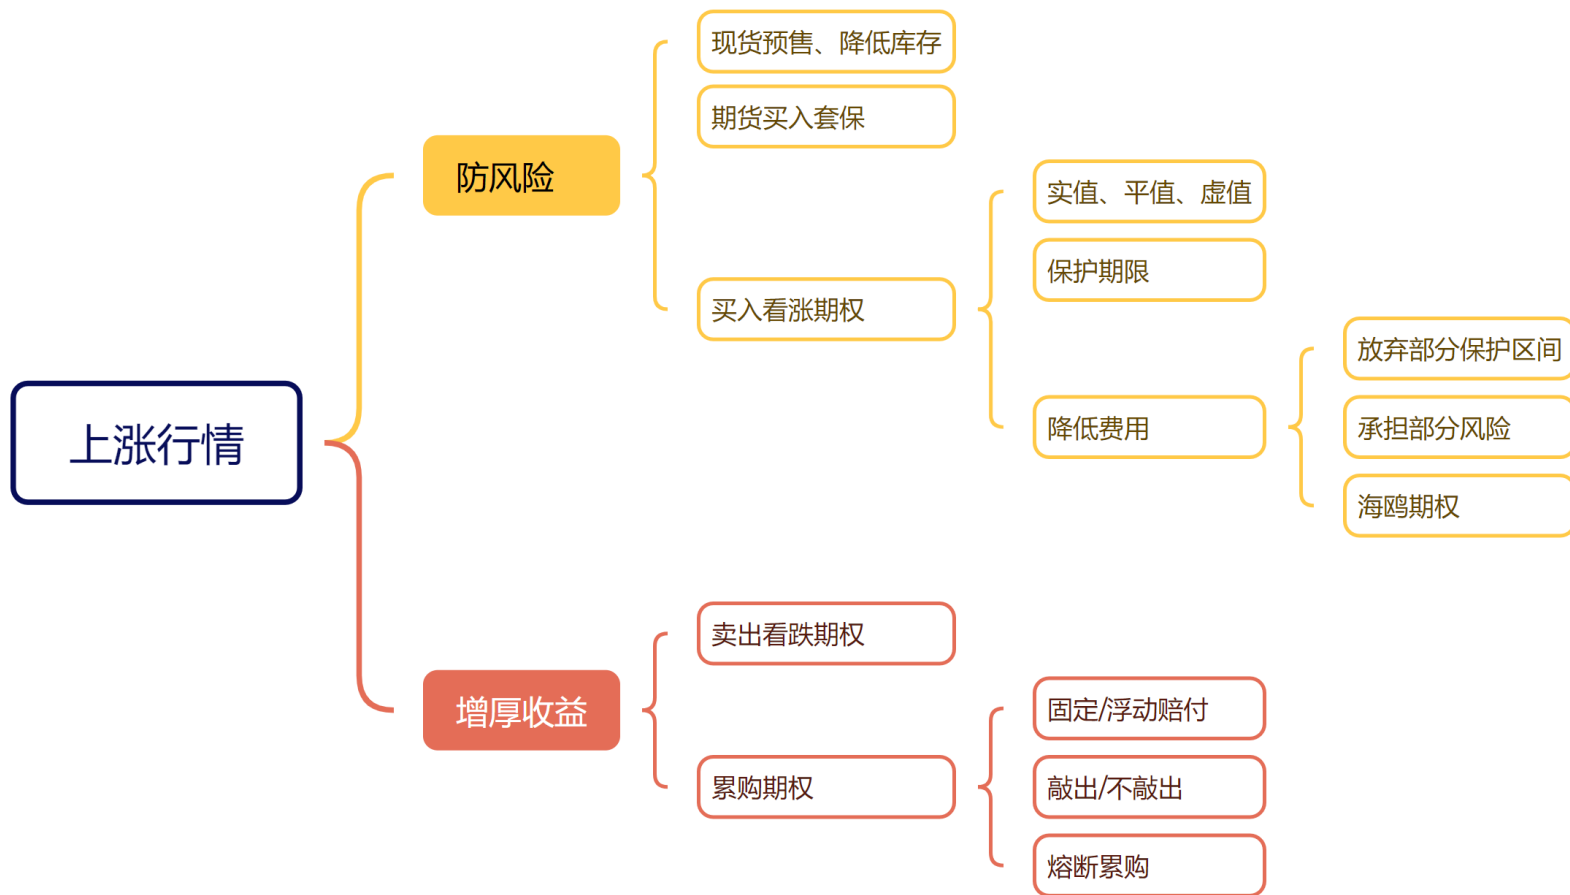 上涨行情
防风险
现货预售、降低库存
期货买入套保
买入看涨期权
实值、平值、虚值
保护期限
降低费用
放弃部分保护区间
承担部分风险
海鸥期权
增厚收益
卖出看跌期权
累购期权
固定/浮动赔付
敲出/不敲出
熔断累购